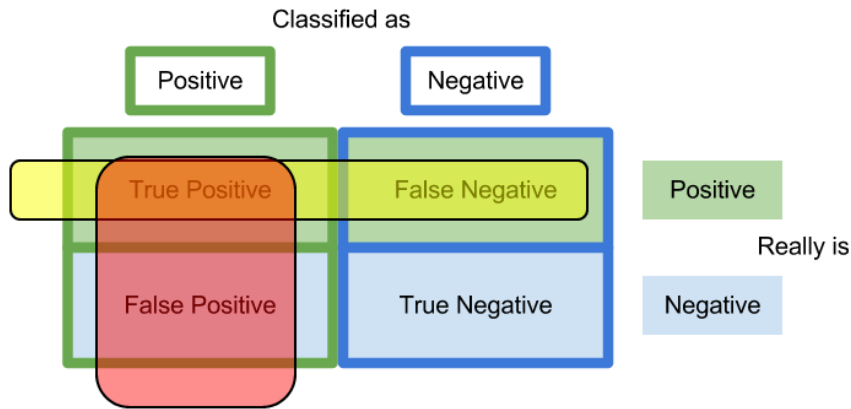 Classified as
Positive Negative
True Positive False Negative Positive
Really is
False Positive True Negative Negative